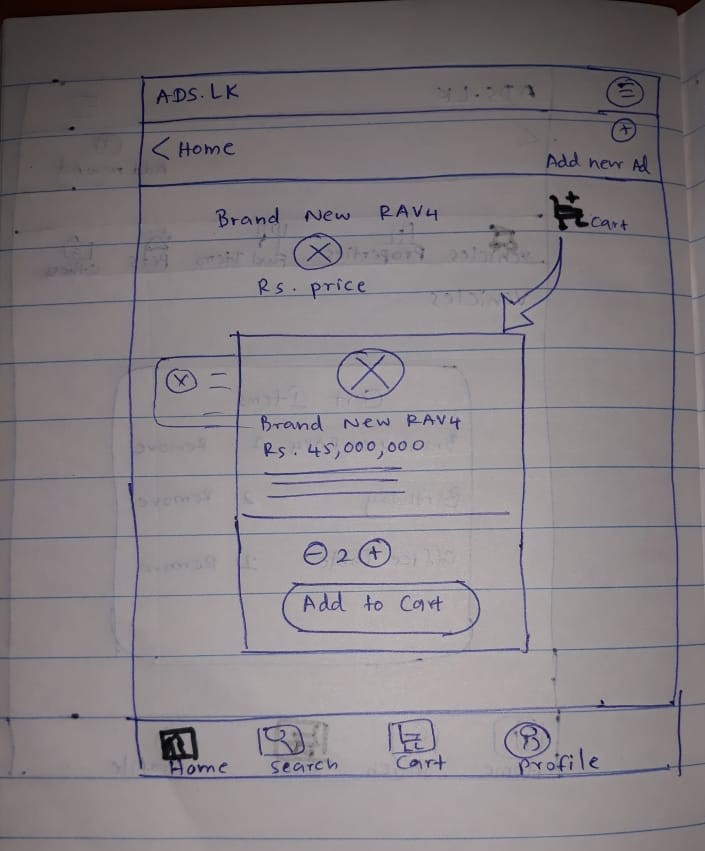 ADS.LK
< Home
Add new Ad
Brand New RAV4
Cart
Rs. price
Brand New RAV4
Rs. 45,000,000
2
Add to Cart
Home search Cart profile